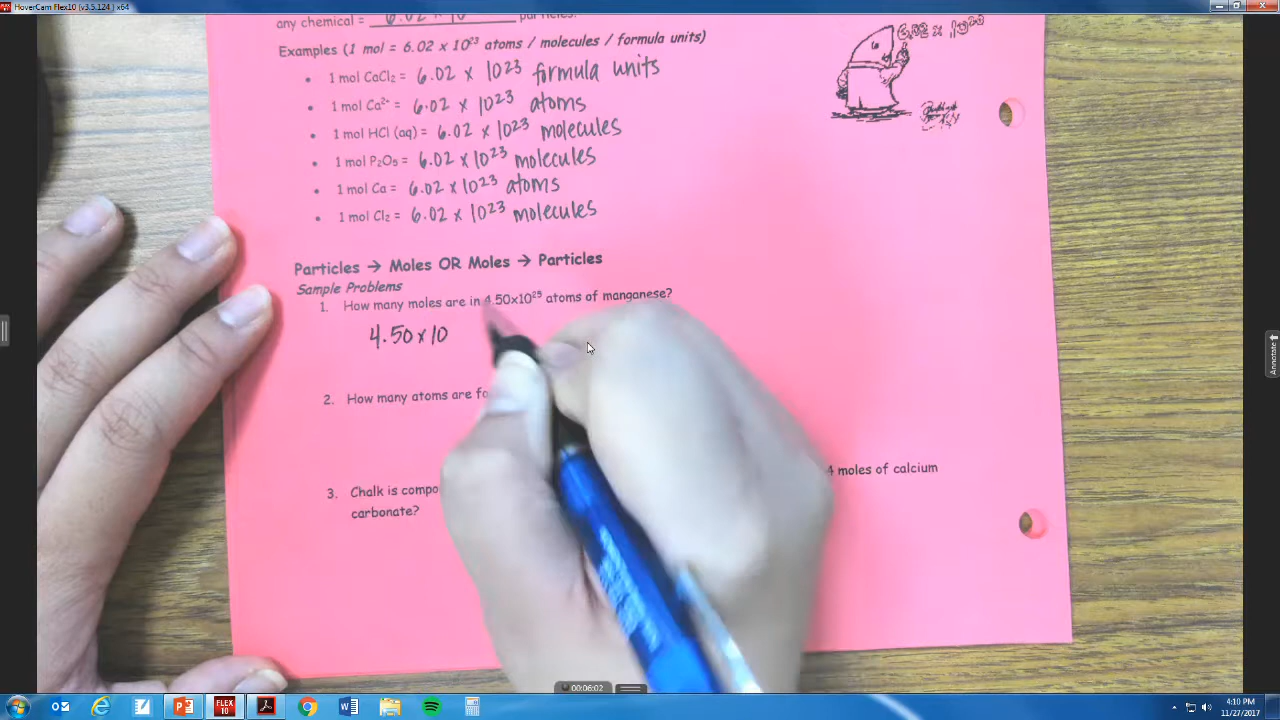 HoverCam Flex10 (v3.5.124 ) x64
any chemical = 6.02 x 10 particles.
6.02 x 10²³
Examples (1 mol = 6.02 x 10²³ atoms / molecules / formula units)
• 1 mol CaCl₂ = 6.02 x 10²³ formula units
• 1 mol Ca²⁺ = 6.02 x 10²³ atoms
• 1 mol HCl (aq) = 6.02 x 10²³ molecules
• 1 mol P₂O₅ = 6.02 x 10²³ molecules
• 1 mol Ca = 6.02 x 10²³ atoms
• 1 mol Cl₂ = 6.02 x 10²³ molecules
Particles → Moles OR Moles → Particles
Sample Problems
1. How many moles are in 4.50x10²⁵ atoms of manganese?
4.50 x 10
2. How many atoms are fo
3. Chalk is compo 4 moles of calcium
carbonate?
Annotate
00:06:02
FLEX
10
4:10 PM
11/27/2017